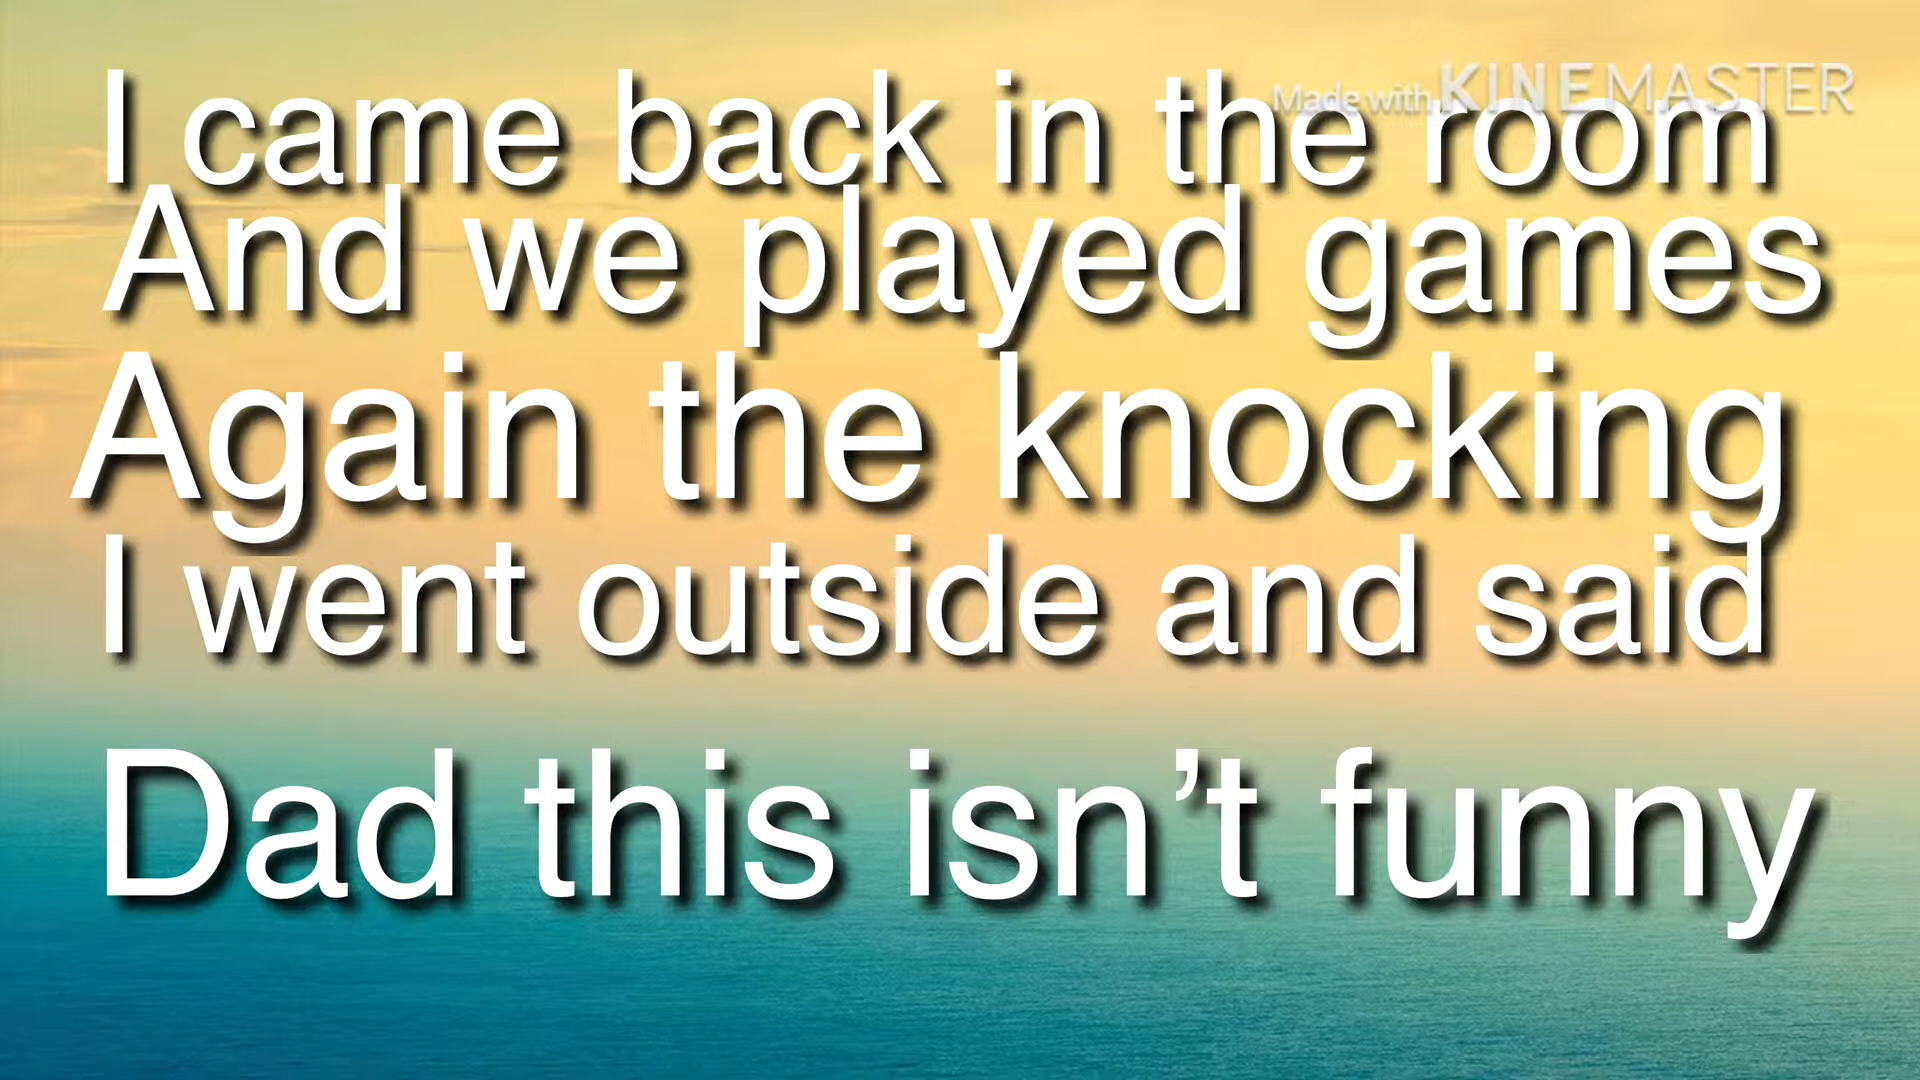 Made with KINEMASTER
I came back in the room
And we played games
Again the knocking
I went outside and said
Dad this isn’t funny